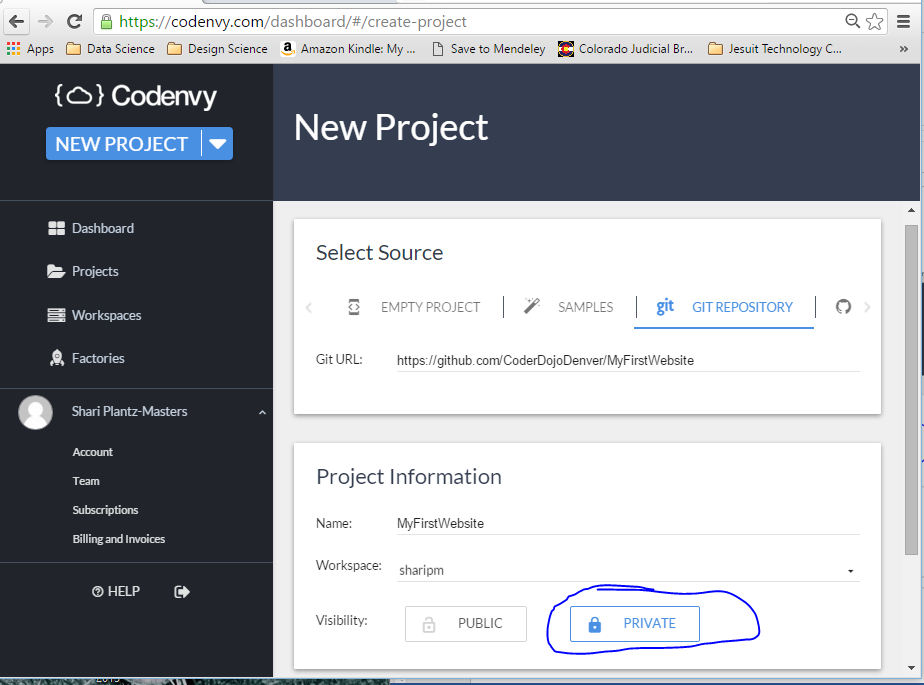 https://codenvy.com/dashboard/#/create-project
Apps Data Science Design Science Amazon Kindle: My ... Save to Mendeley Colorado Judicial Br... Jesuit Technology C... »
{ } Codenvy
NEW PROJECT
New Project
Dashboard
Projects
Workspaces
Factories
Shari Plantz-Masters
Account
Team
Subscriptions
Billing and Invoices
HELP
Select Source
EMPTY PROJECT SAMPLES git GIT REPOSITORY
Git URL: https://github.com/CoderDojoDenver/MyFirstWebsite
Project Information
Name: MyFirstWebsite
Workspace: sharipm
Visibility: PUBLIC PRIVATE